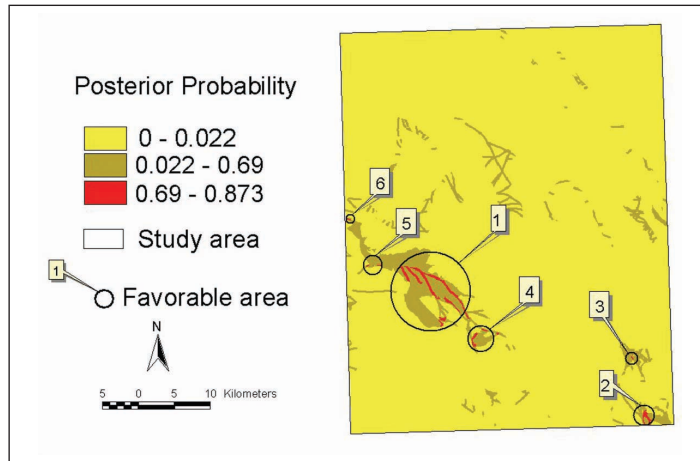 Posterior Probability
0 - 0.022
0.022 - 0.69
0.69 - 0.873
Study area
1
Favorable area
N
5 0 5 10 Kilometers
6
5
1
4
3
2